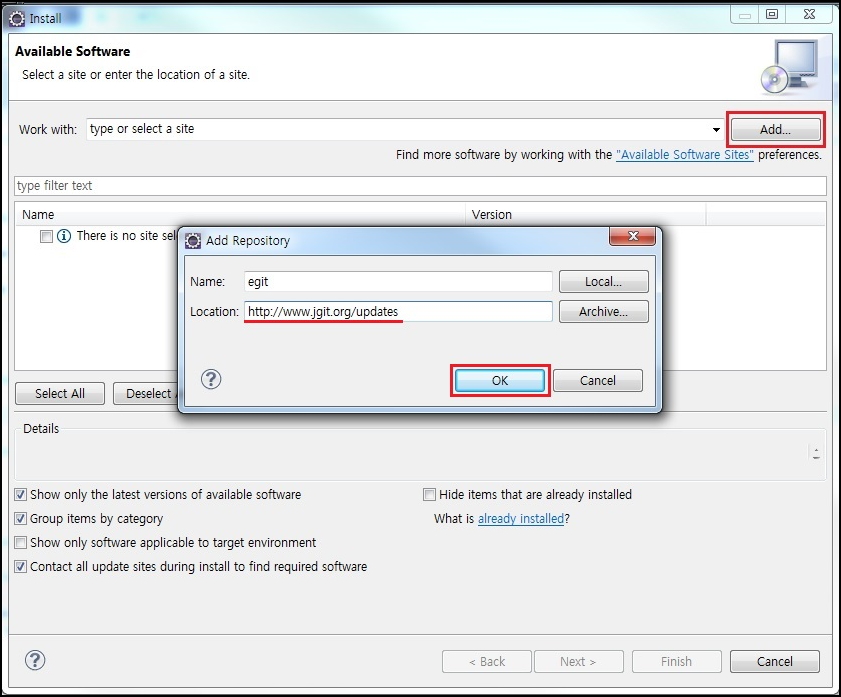 Install
Available Software
Select a site or enter the location of a site.
Work with: type or select a site Add...
Find more software by working with the "Available Software Sites" preferences.
type filter text
Name Version
There is no site sel
Add Repository
Name: egit Local...
Location: http://www.jgit.org/updates Archive...
OK Cancel
Select All Deselect
Details
Show only the latest versions of available software Hide items that are already installed
Group items by category What is already installed?
Show only software applicable to target environment
Contact all update sites during install to find required software
< Back Next > Finish Cancel